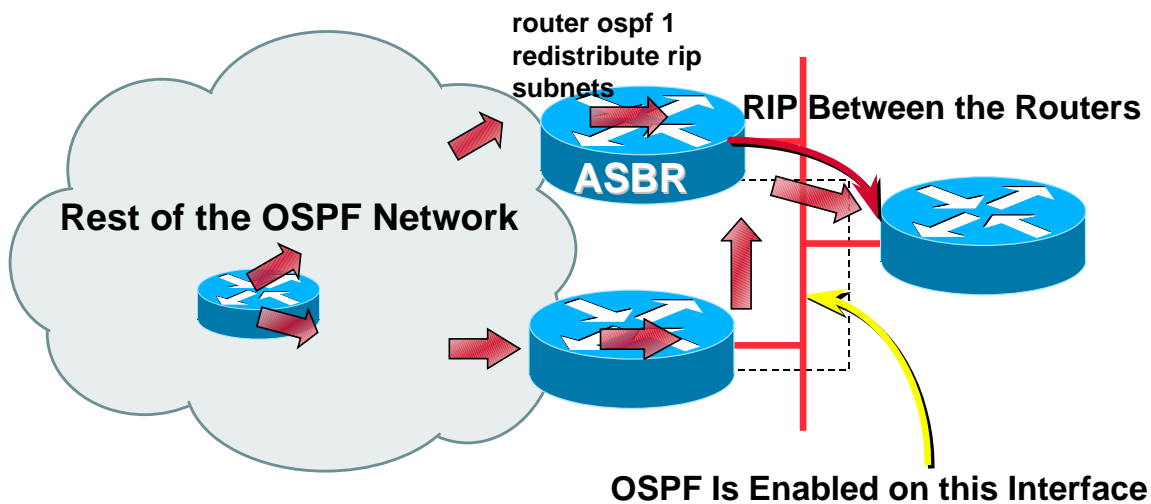 router ospf 1
redistribute rip
subnets
RIP Between the Routers
ASBR
Rest of the OSPF Network
OSPF Is Enabled on this Interface